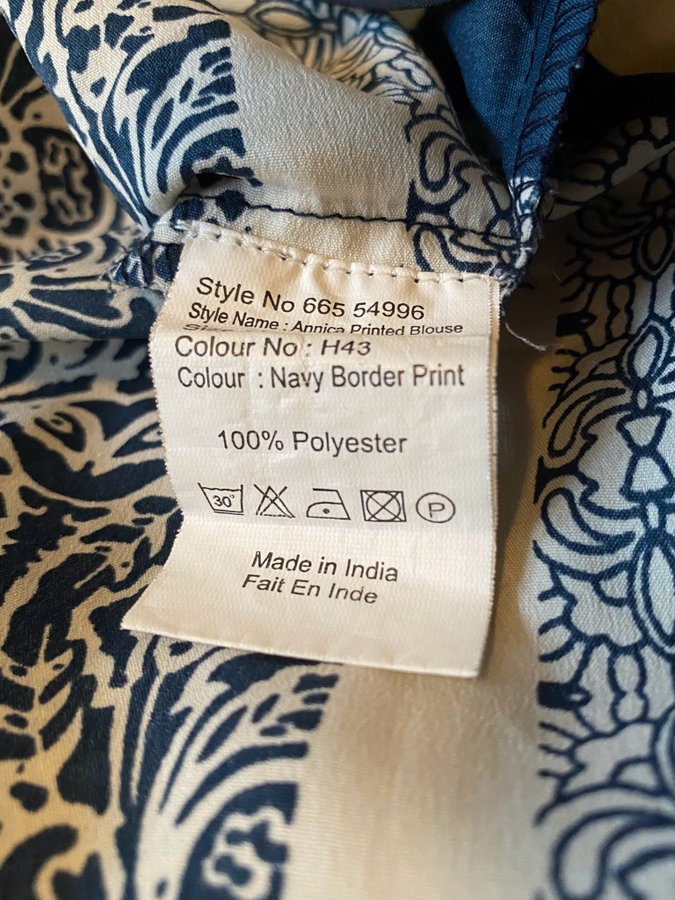 Style No 665 54996
Style Name : Annica Printed Blouse
Colour No : H43
Colour : Navy Border Print
100% Polyester
30°
P
Made in India
Fait En Inde